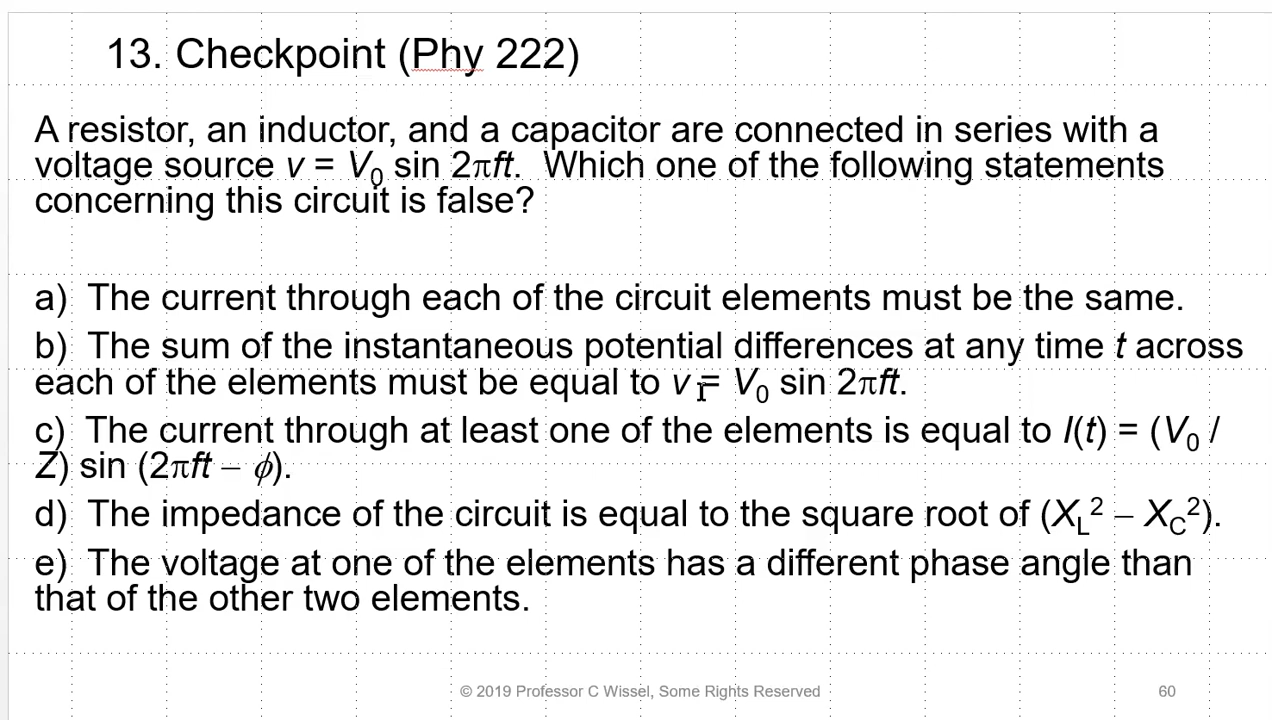 13. Checkpoint (Phy 222)
A resistor, an inductor, and a capacitor are connected in series with a
voltage source v = V₀ sin 2πft. Which one of the following statements
concerning this circuit is false?
a) The current through each of the circuit elements must be the same.
b) The sum of the instantaneous potential differences at any time t across
each of the elements must be equal to v = V₀ sin 2πft.
c) The current through at least one of the elements is equal to I(t) = (V₀ /
Z) sin (2πft – ϕ).
d) The impedance of the circuit is equal to the square root of (X_L² – X_C²).
e) The voltage at one of the elements has a different phase angle than
that of the other two elements.
© 2019 Professor C Wissel, Some Rights Reserved
60